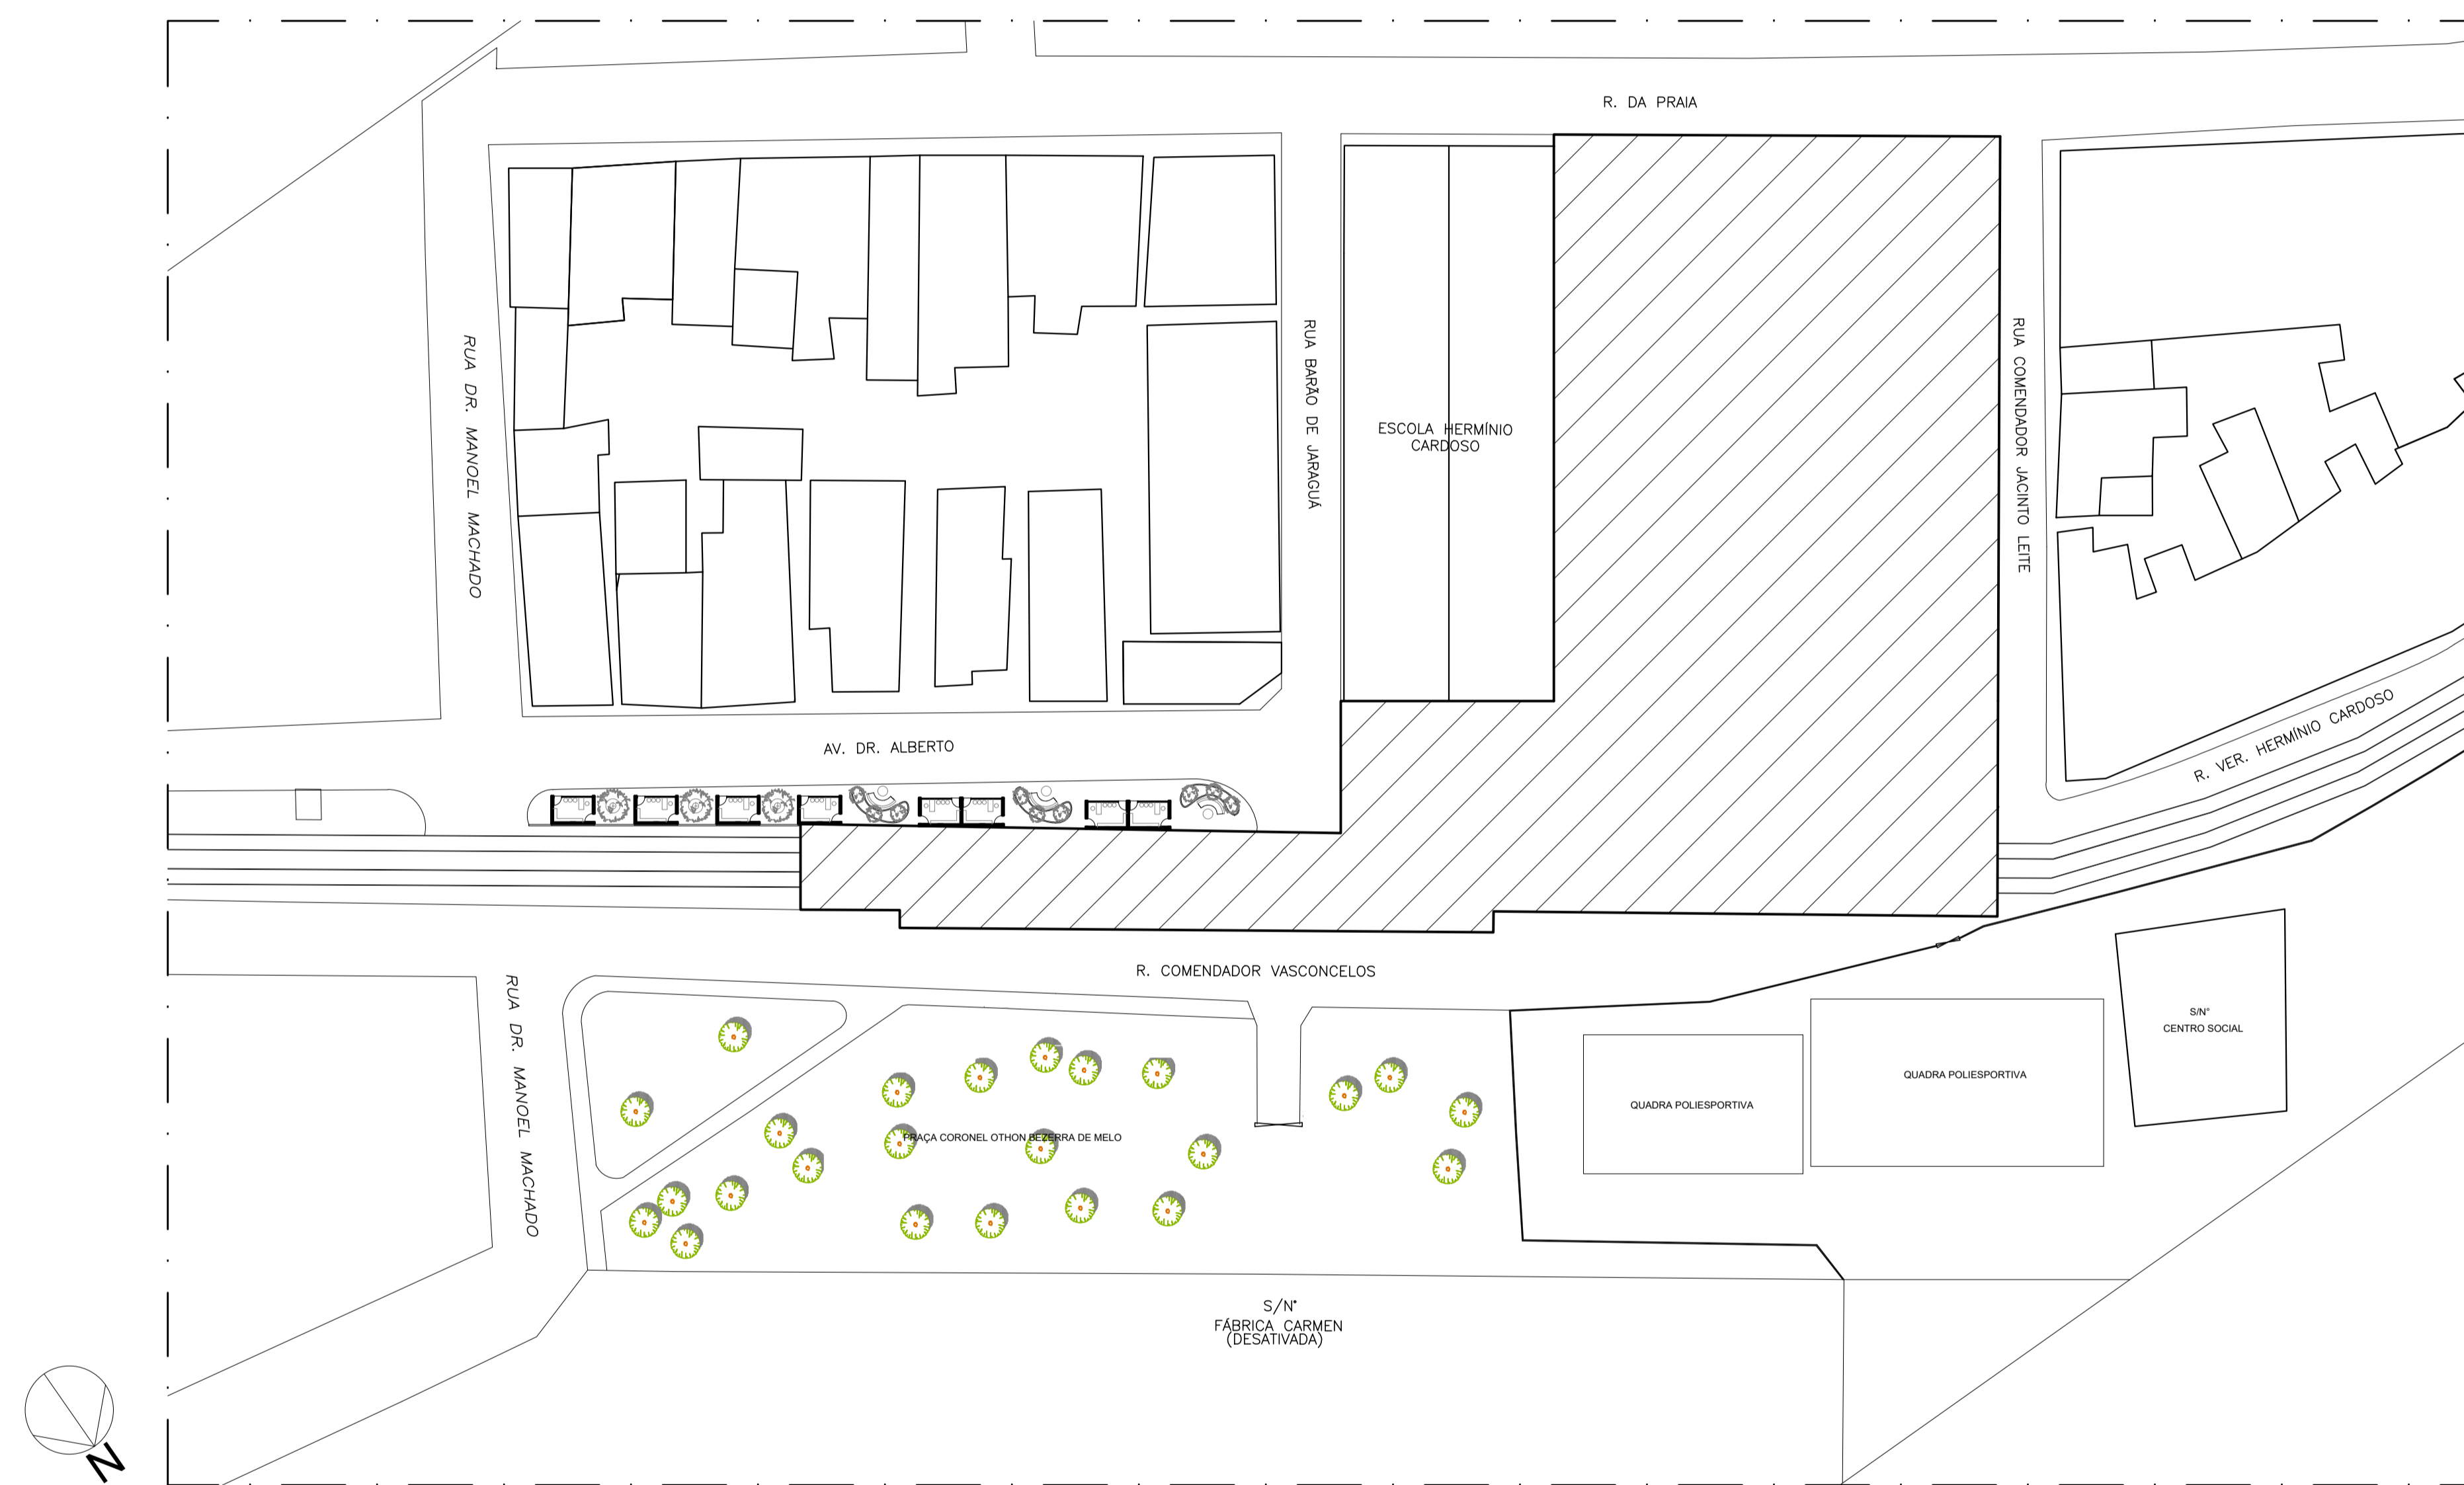 R. DA PRAIA
RUA DR. MANOEL MACHADO
RUA BARÃO DE JARAGUÁ
ESCOLA HERMÍNIO
CARDOSO
RUA COMENDADOR JACINTO LEITE
R. VER. HERMÍNIO CARDOSO
AV. DR. ALBERTO
R. COMENDADOR VASCONCELOS
RUA DR. MANOEL MACHADO
S/N°
CENTRO SOCIAL
QUADRA POLIESPORTIVA
QUADRA POLIESPORTIVA
PRAÇA CORONEL OTHON BEZERRA DE MELO
S/N°
FÁBRICA CARMEN
(DESATIVADA)
N